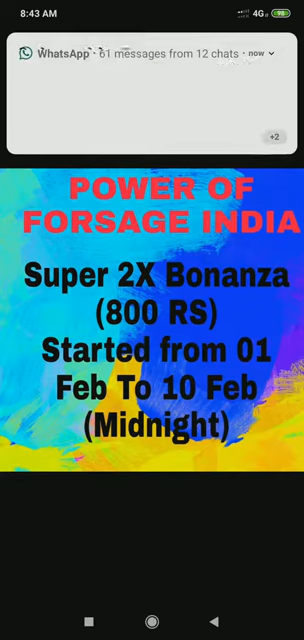 8:43 AM
4G
98
WhatsApp • 61 messages from 12 chats • now
+2
POWER OF
FORSAGE INDIA
Super 2X Bonanza
(800 RS)
Started from 01
Feb To 10 Feb
(Midnight)